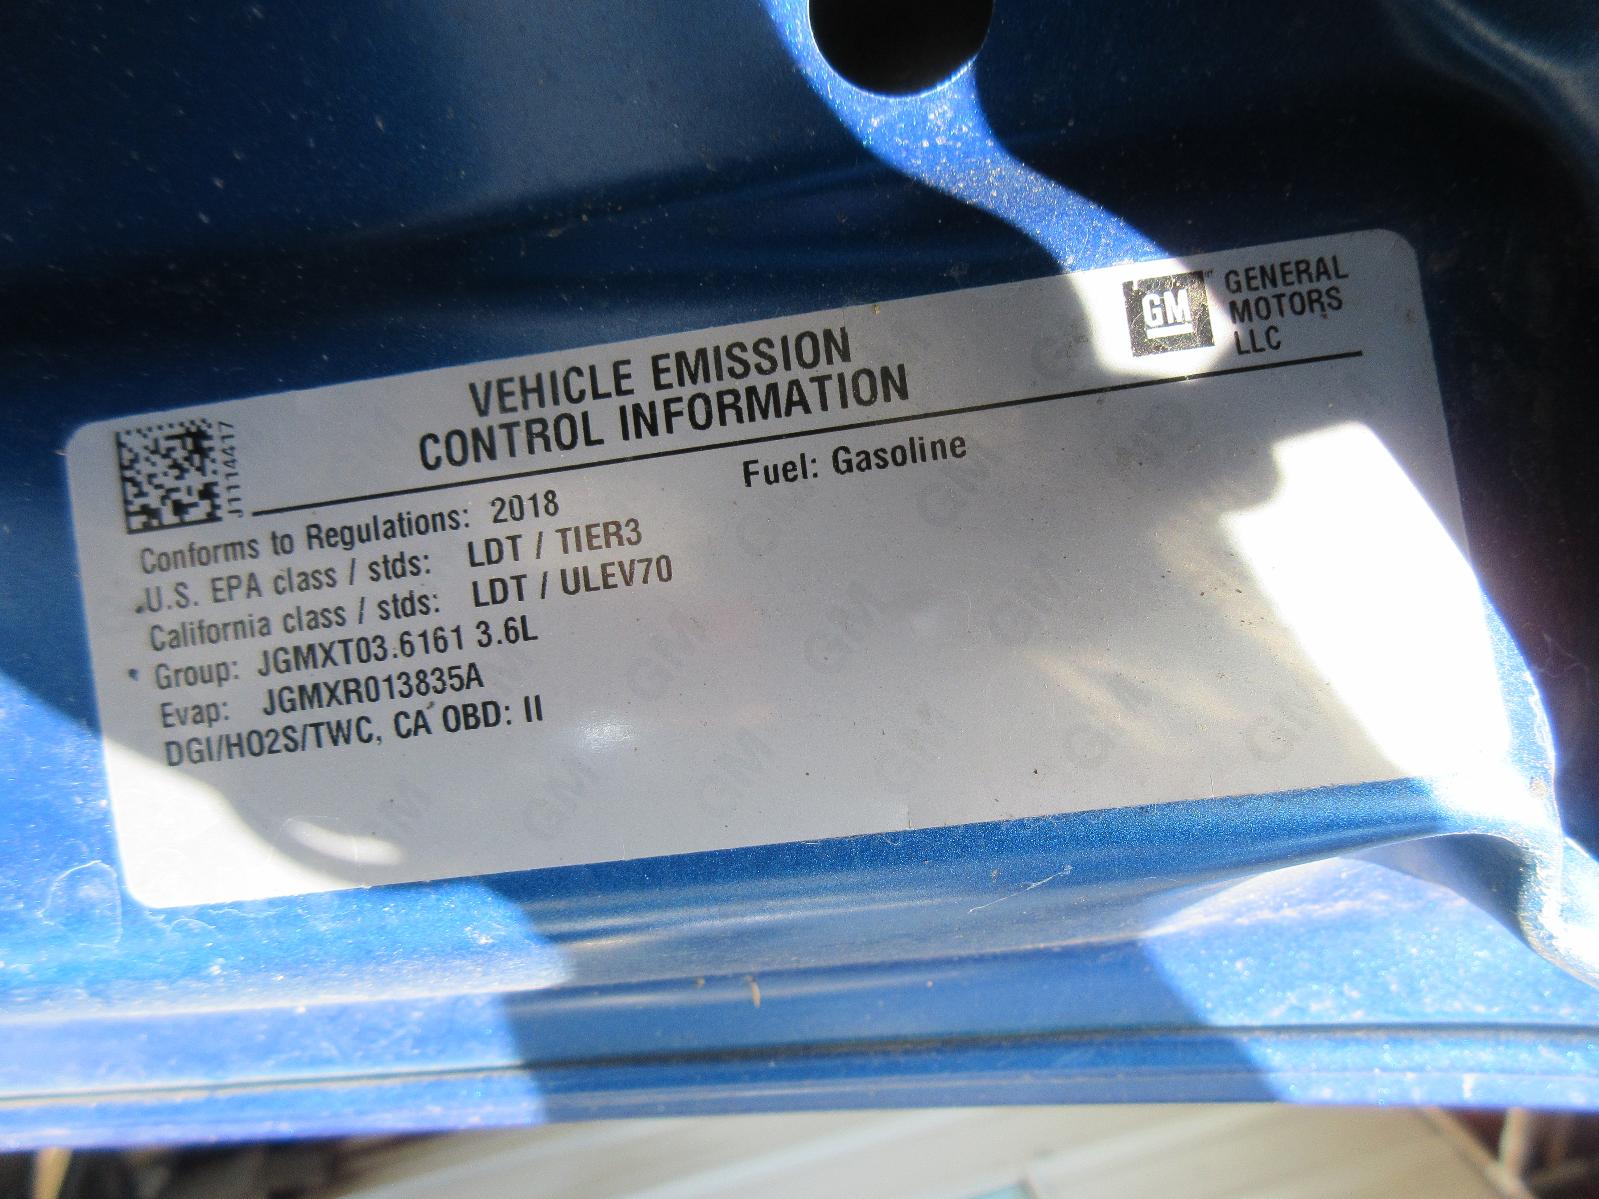 GM GENERAL
MOTORS
LLC
VEHICLE EMISSION
CONTROL INFORMATION
J1114417
Conforms to Regulations: 2018 Fuel: Gasoline
U.S. EPA class / stds: LDT / TIER3
California class / stds: LDT / ULEV70
Group: JGMXT03.6161 3.6L
Evap: JGMXR013835A
DGI/HO2S/TWC, CA OBD: II